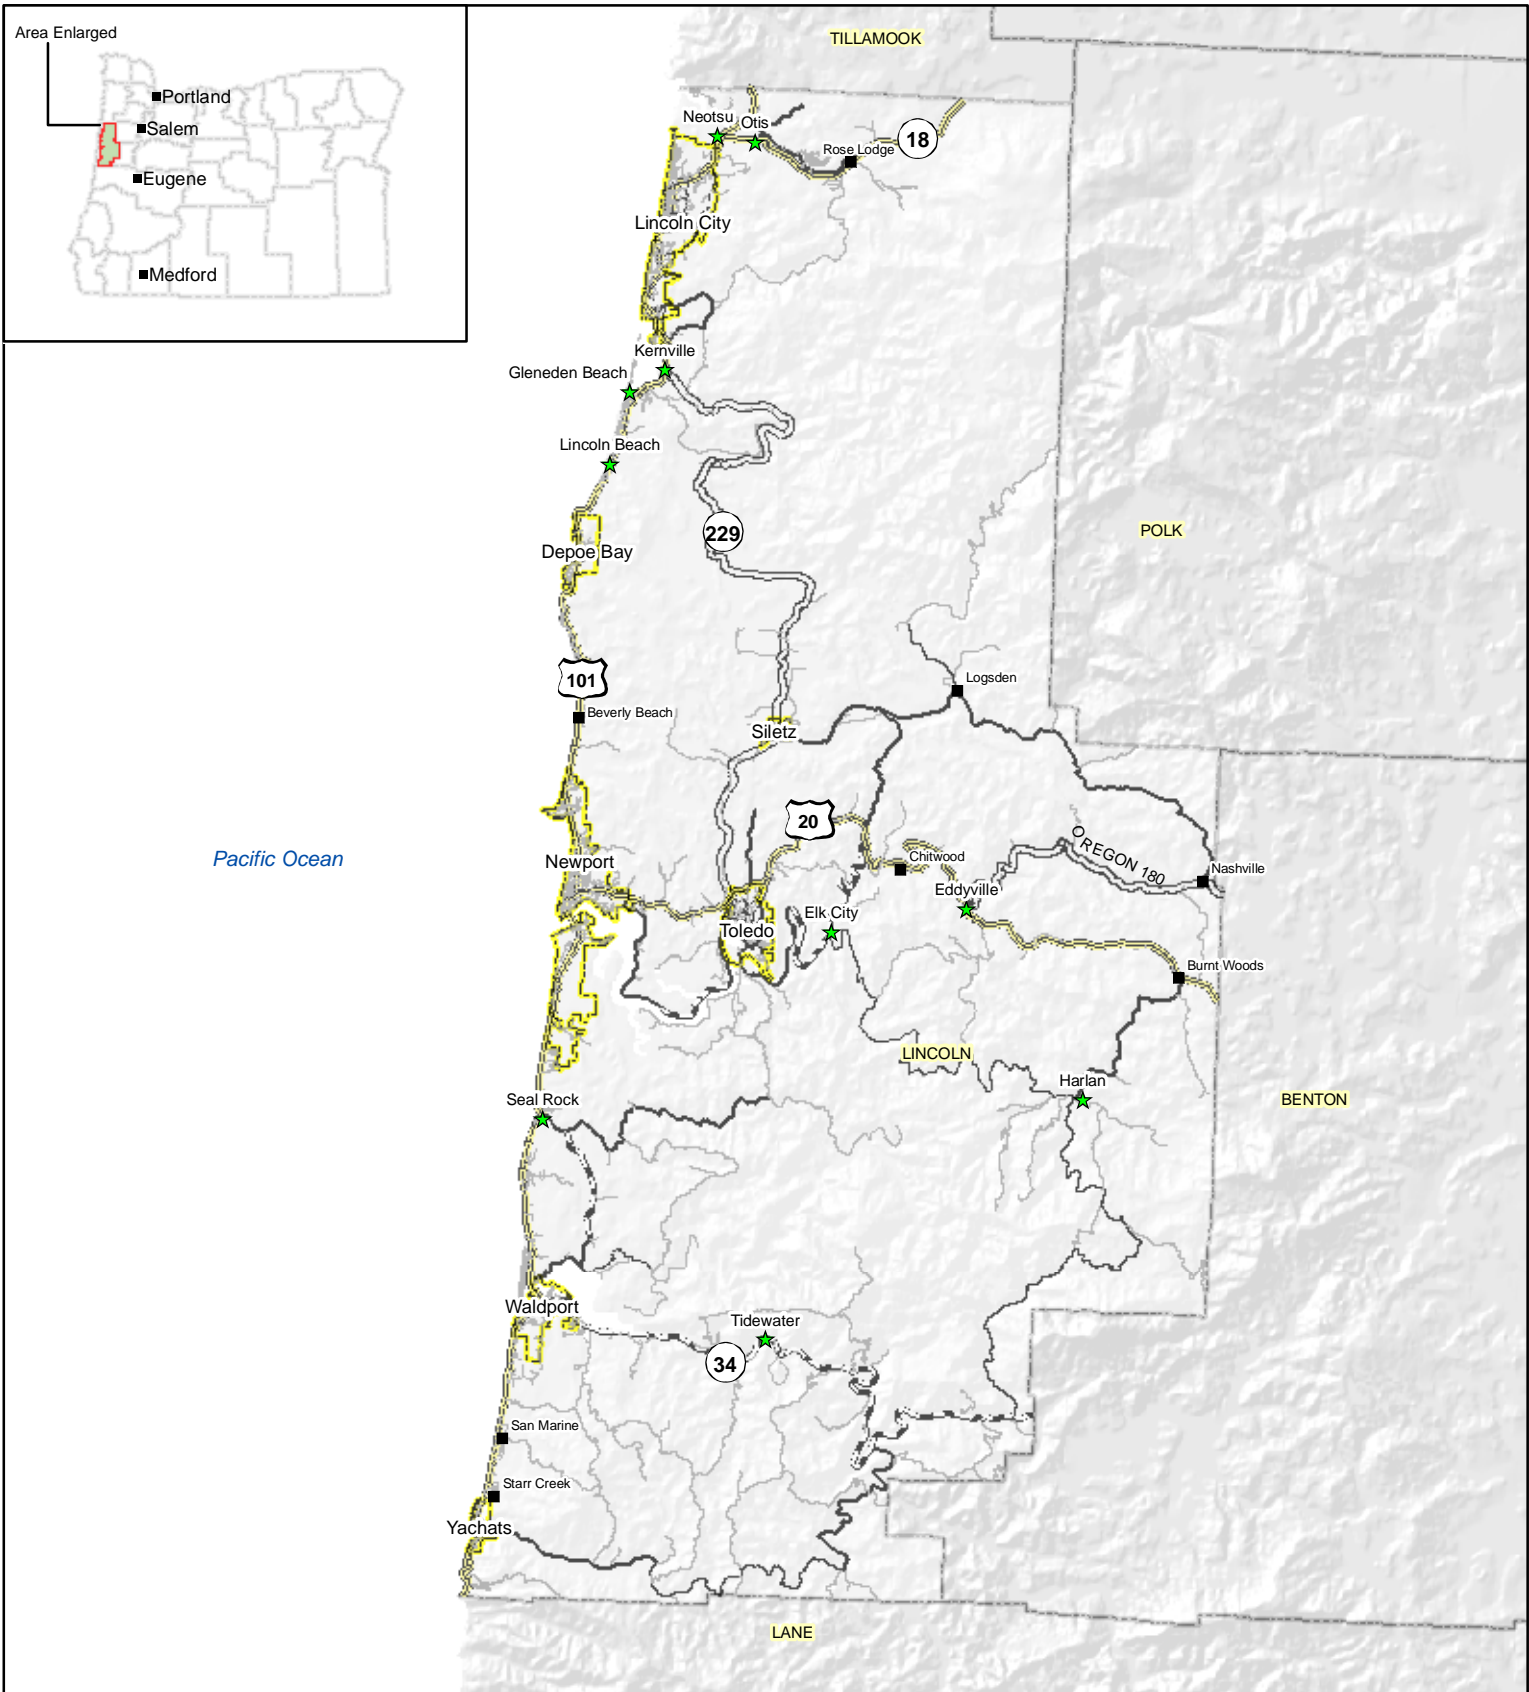 Area Enlarged
Portland
Salem
Eugene
Medford
TILLAMOOK
Neotsu
Otis
18
Rose Lodge
Lincoln City
Kernville
Gleneden Beach
Lincoln Beach
229
POLK
Depoe Bay
101
Logsden
Beverly Beach
Siletz
20
Pacific Ocean
Newport
Chitwood
OREGON 180
Nashville
Eddyville
Elk City
Toledo
Burnt Woods
LINCOLN
Harlan
Seal Rock
BENTON
Waldport
Tidewater
34
San Marine
Starr Creek
Yachats
LANE